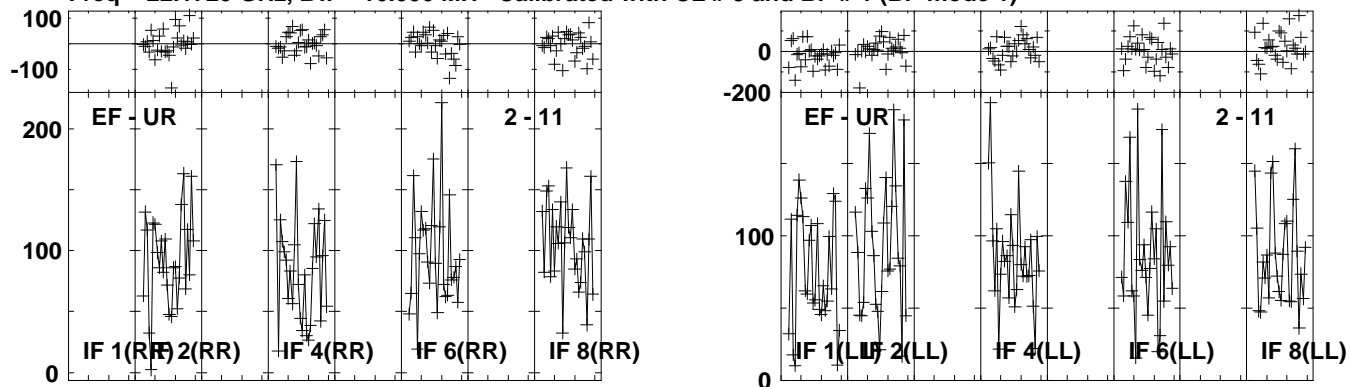 100
0
-100
EF - UR
2 - 11
200
100
0
IF 1(RR)
IF 2(RR)
IF 4(RR)
IF 6(RR)
IF 8(RR)
0
-200
200
EF - UR
2 - 11
100
0
IF 1(LL)
IF 2(LL)
IF 4(LL)
IF 6(LL)
IF 8(LL)